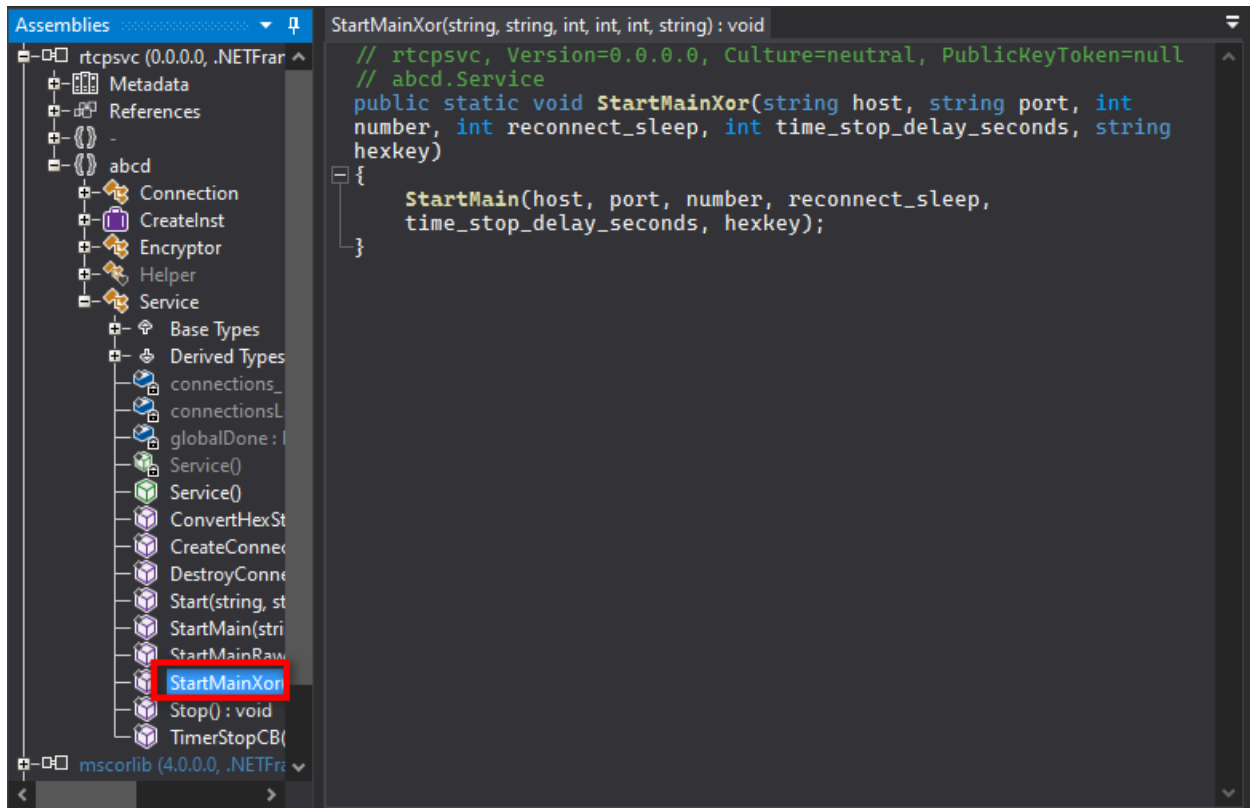 Assemblies
rtcpsvc (0.0.0.0, .NETFrar
Metadata
References
{} -
{} abcd
Connection
CreateInst
Encryptor
Helper
Service
Base Types
Derived Types
connections_
connectionsL
globalDone :
Service()
Service()
ConvertHexSt
CreateConnec
DestroyConne
Start(string, st
StartMain(stri
StartMainRaw
StartMainXor
Stop() : void
TimerStopCB(
mscorlib (4.0.0.0, .NETFra
StartMainXor(string, string, int, int, int, string) : void
// rtcpsvc, Version=0.0.0.0, Culture=neutral, PublicKeyToken=null
// abcd.Service
public static void StartMainXor(string host, string port, int
number, int reconnect_sleep, int time_stop_delay_seconds, string
hexkey)
{
StartMain(host, port, number, reconnect_sleep,
time_stop_delay_seconds, hexkey);
}